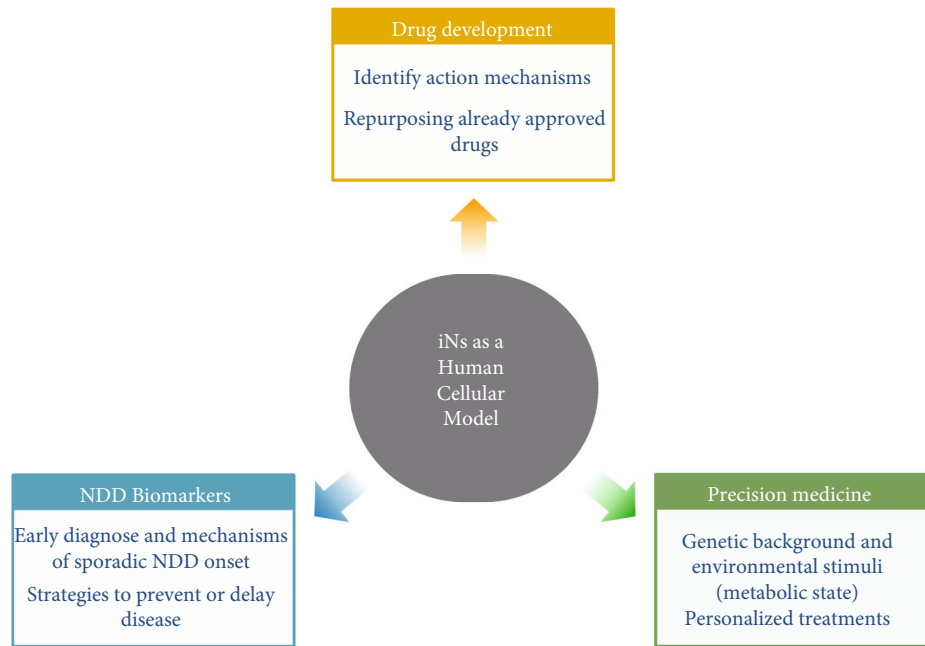 Drug development
Identify action mechanisms
Repurposing already approved
drugs
iNs as a
Human
Cellular
Model
NDD Biomarkers
Early diagnose and mechanisms
of sporadic NDD onset
Strategies to prevent or delay
disease
Precision medicine
Genetic background and
environmental stimuli
(metabolic state)
Personalized treatments